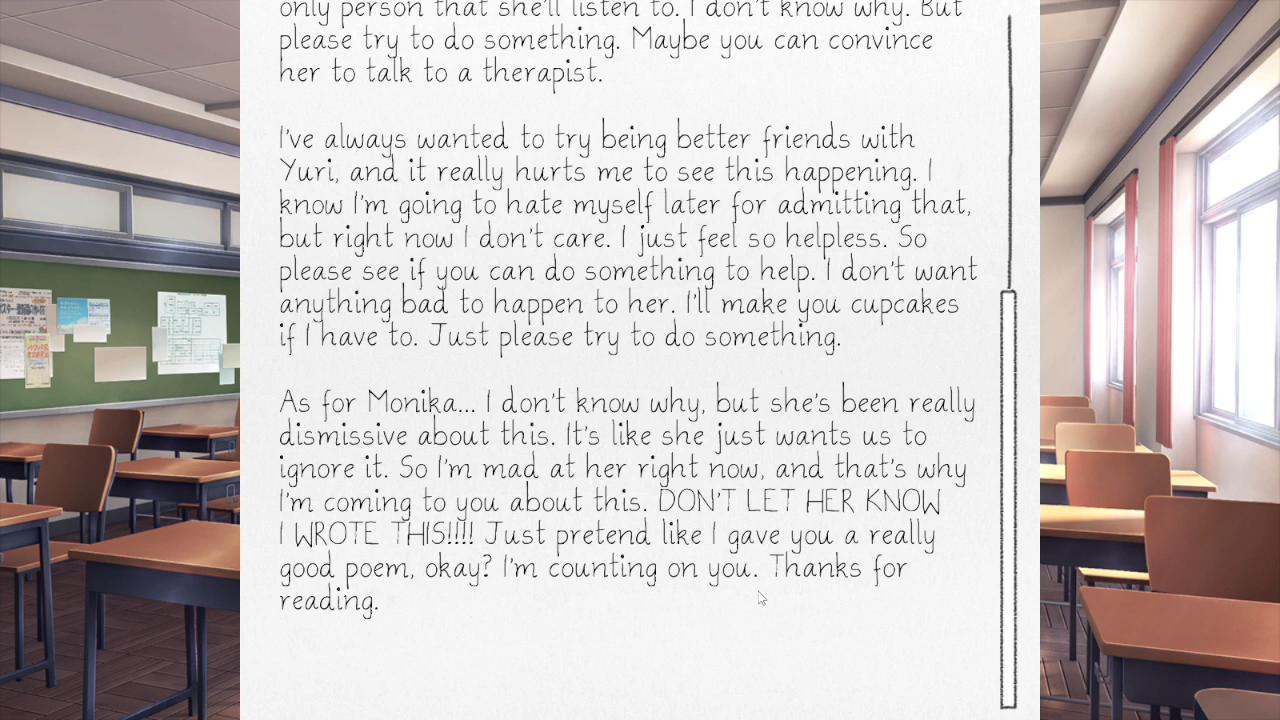 only person that she'll listen to. I don't know why. But
please try to do something. Maybe you can convince
her to talk to a therapist.
I've always wanted to try being better friends with
Yuri, and it really hurts me to see this happening. I
know I'm going to hate myself later for admitting that,
but right now I don't care. I just feel so helpless. So
please see if you can do something to help. I don't want
anything bad to happen to her. I'll make you cupcakes
if I have to. Just please try to do something.
As for Monika... I don't know why, but she's been really
dismissive about this. It's like she just wants us to
ignore it. So I'm mad at her right now, and that's why
I'm coming to you about this. DON'T LET HER KNOW
I WROTE THIS!!!! Just pretend like I gave you a really
good poem, okay? I'm counting on you. Thanks for
reading.